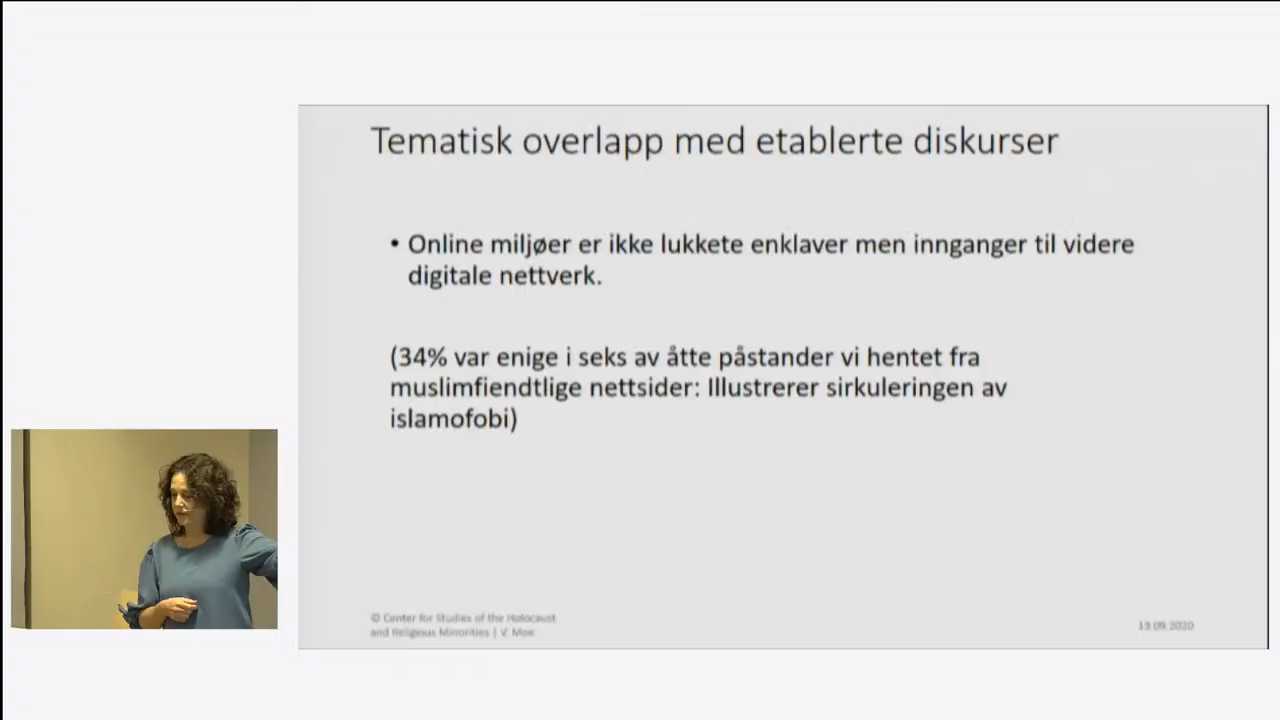 Tematisk overlapp med etablerte diskurser
• Online miljøer er ikke lukkete enklaver men innganger til videre
digitale nettverk.
(34% var enige i seks av åtte påstander vi hentet fra
muslimfiendtlige nettsider: Illustrerer sirkuleringen av
islamofobi)
© Center for Studies of the Holocaust
and Religious Minorities | V. Moe
13.09.2020